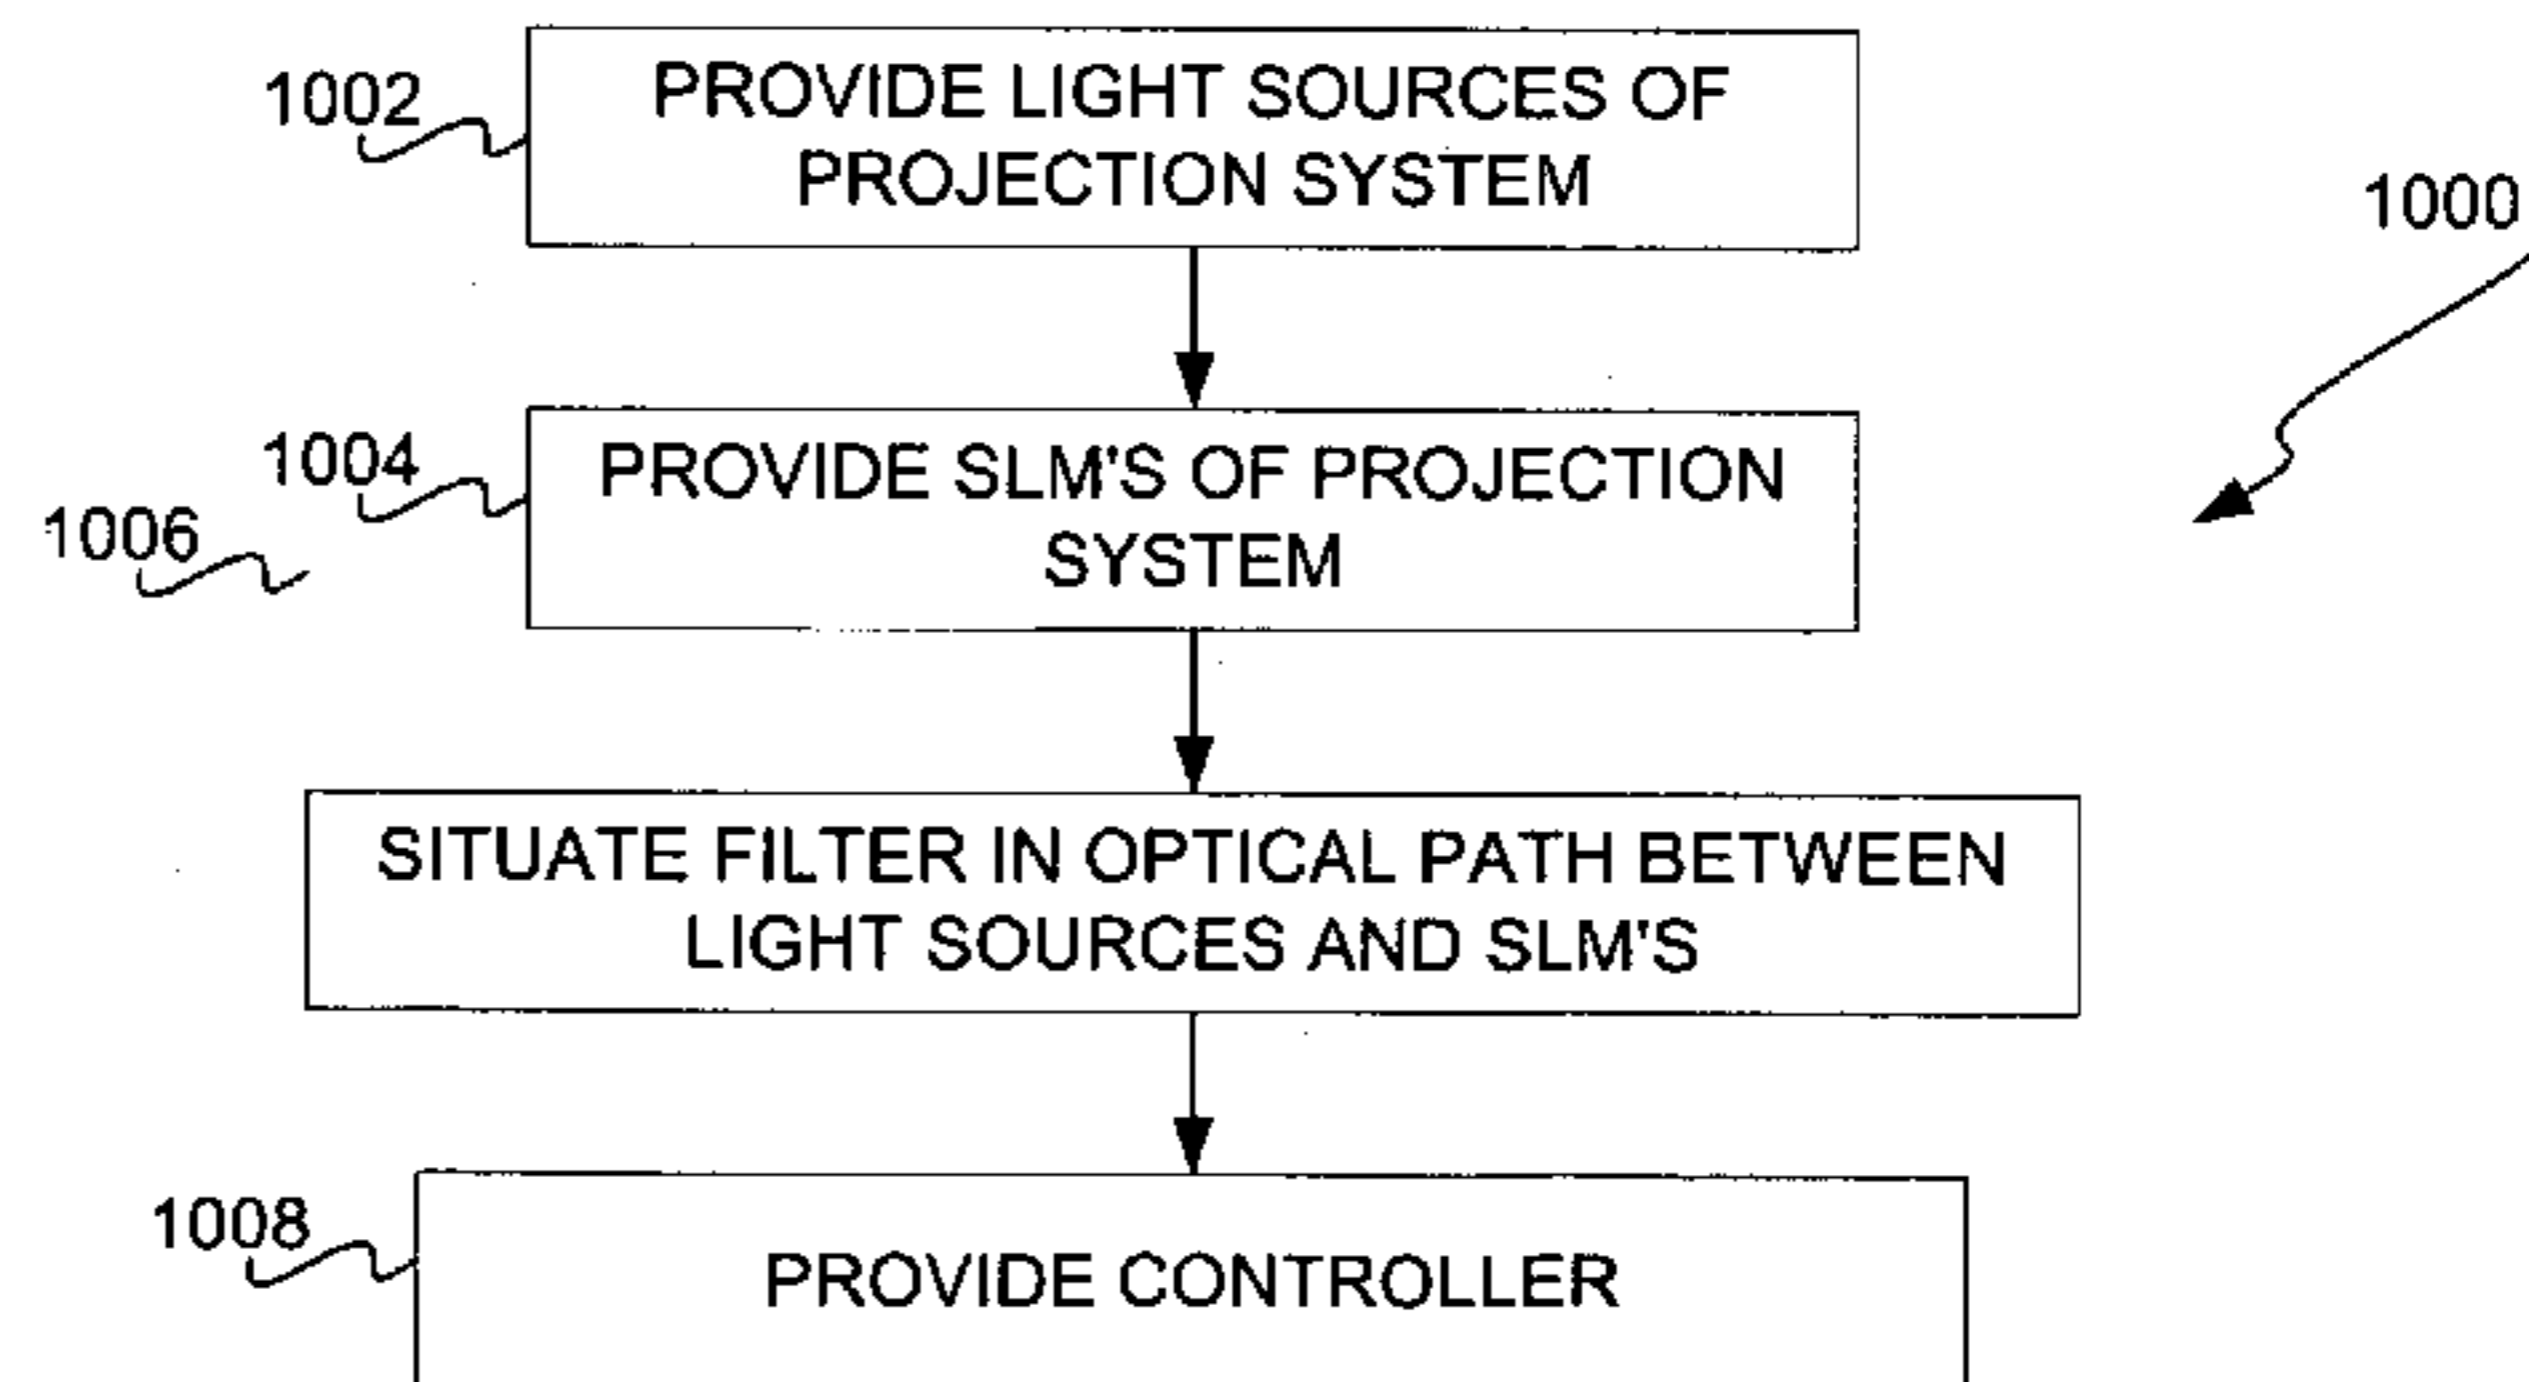 1002
PROVIDE LIGHT SOURCES OF
PROJECTION SYSTEM
1000
1004
PROVIDE SLM'S OF PROJECTION
SYSTEM
1006
SITUATE FILTER IN OPTICAL PATH BETWEEN
LIGHT SOURCES AND SLM'S
1008
PROVIDE CONTROLLER